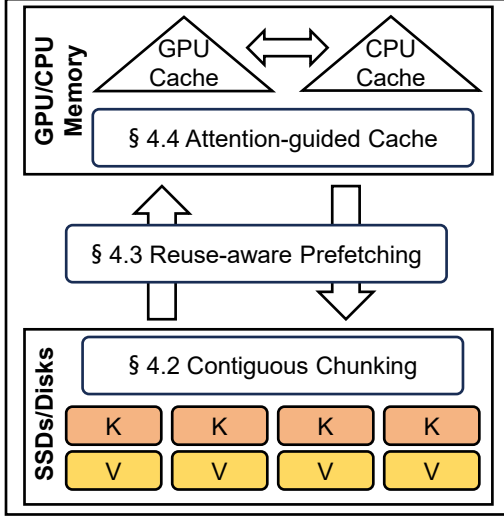 GPU/CPU
Memory
GPU
Cache
CPU
Cache
§ 4.4 Attention-guided Cache
§ 4.3 Reuse-aware Prefetching
SSDs/Disks
§ 4.2 Contiguous Chunking
K K K K
V V V V